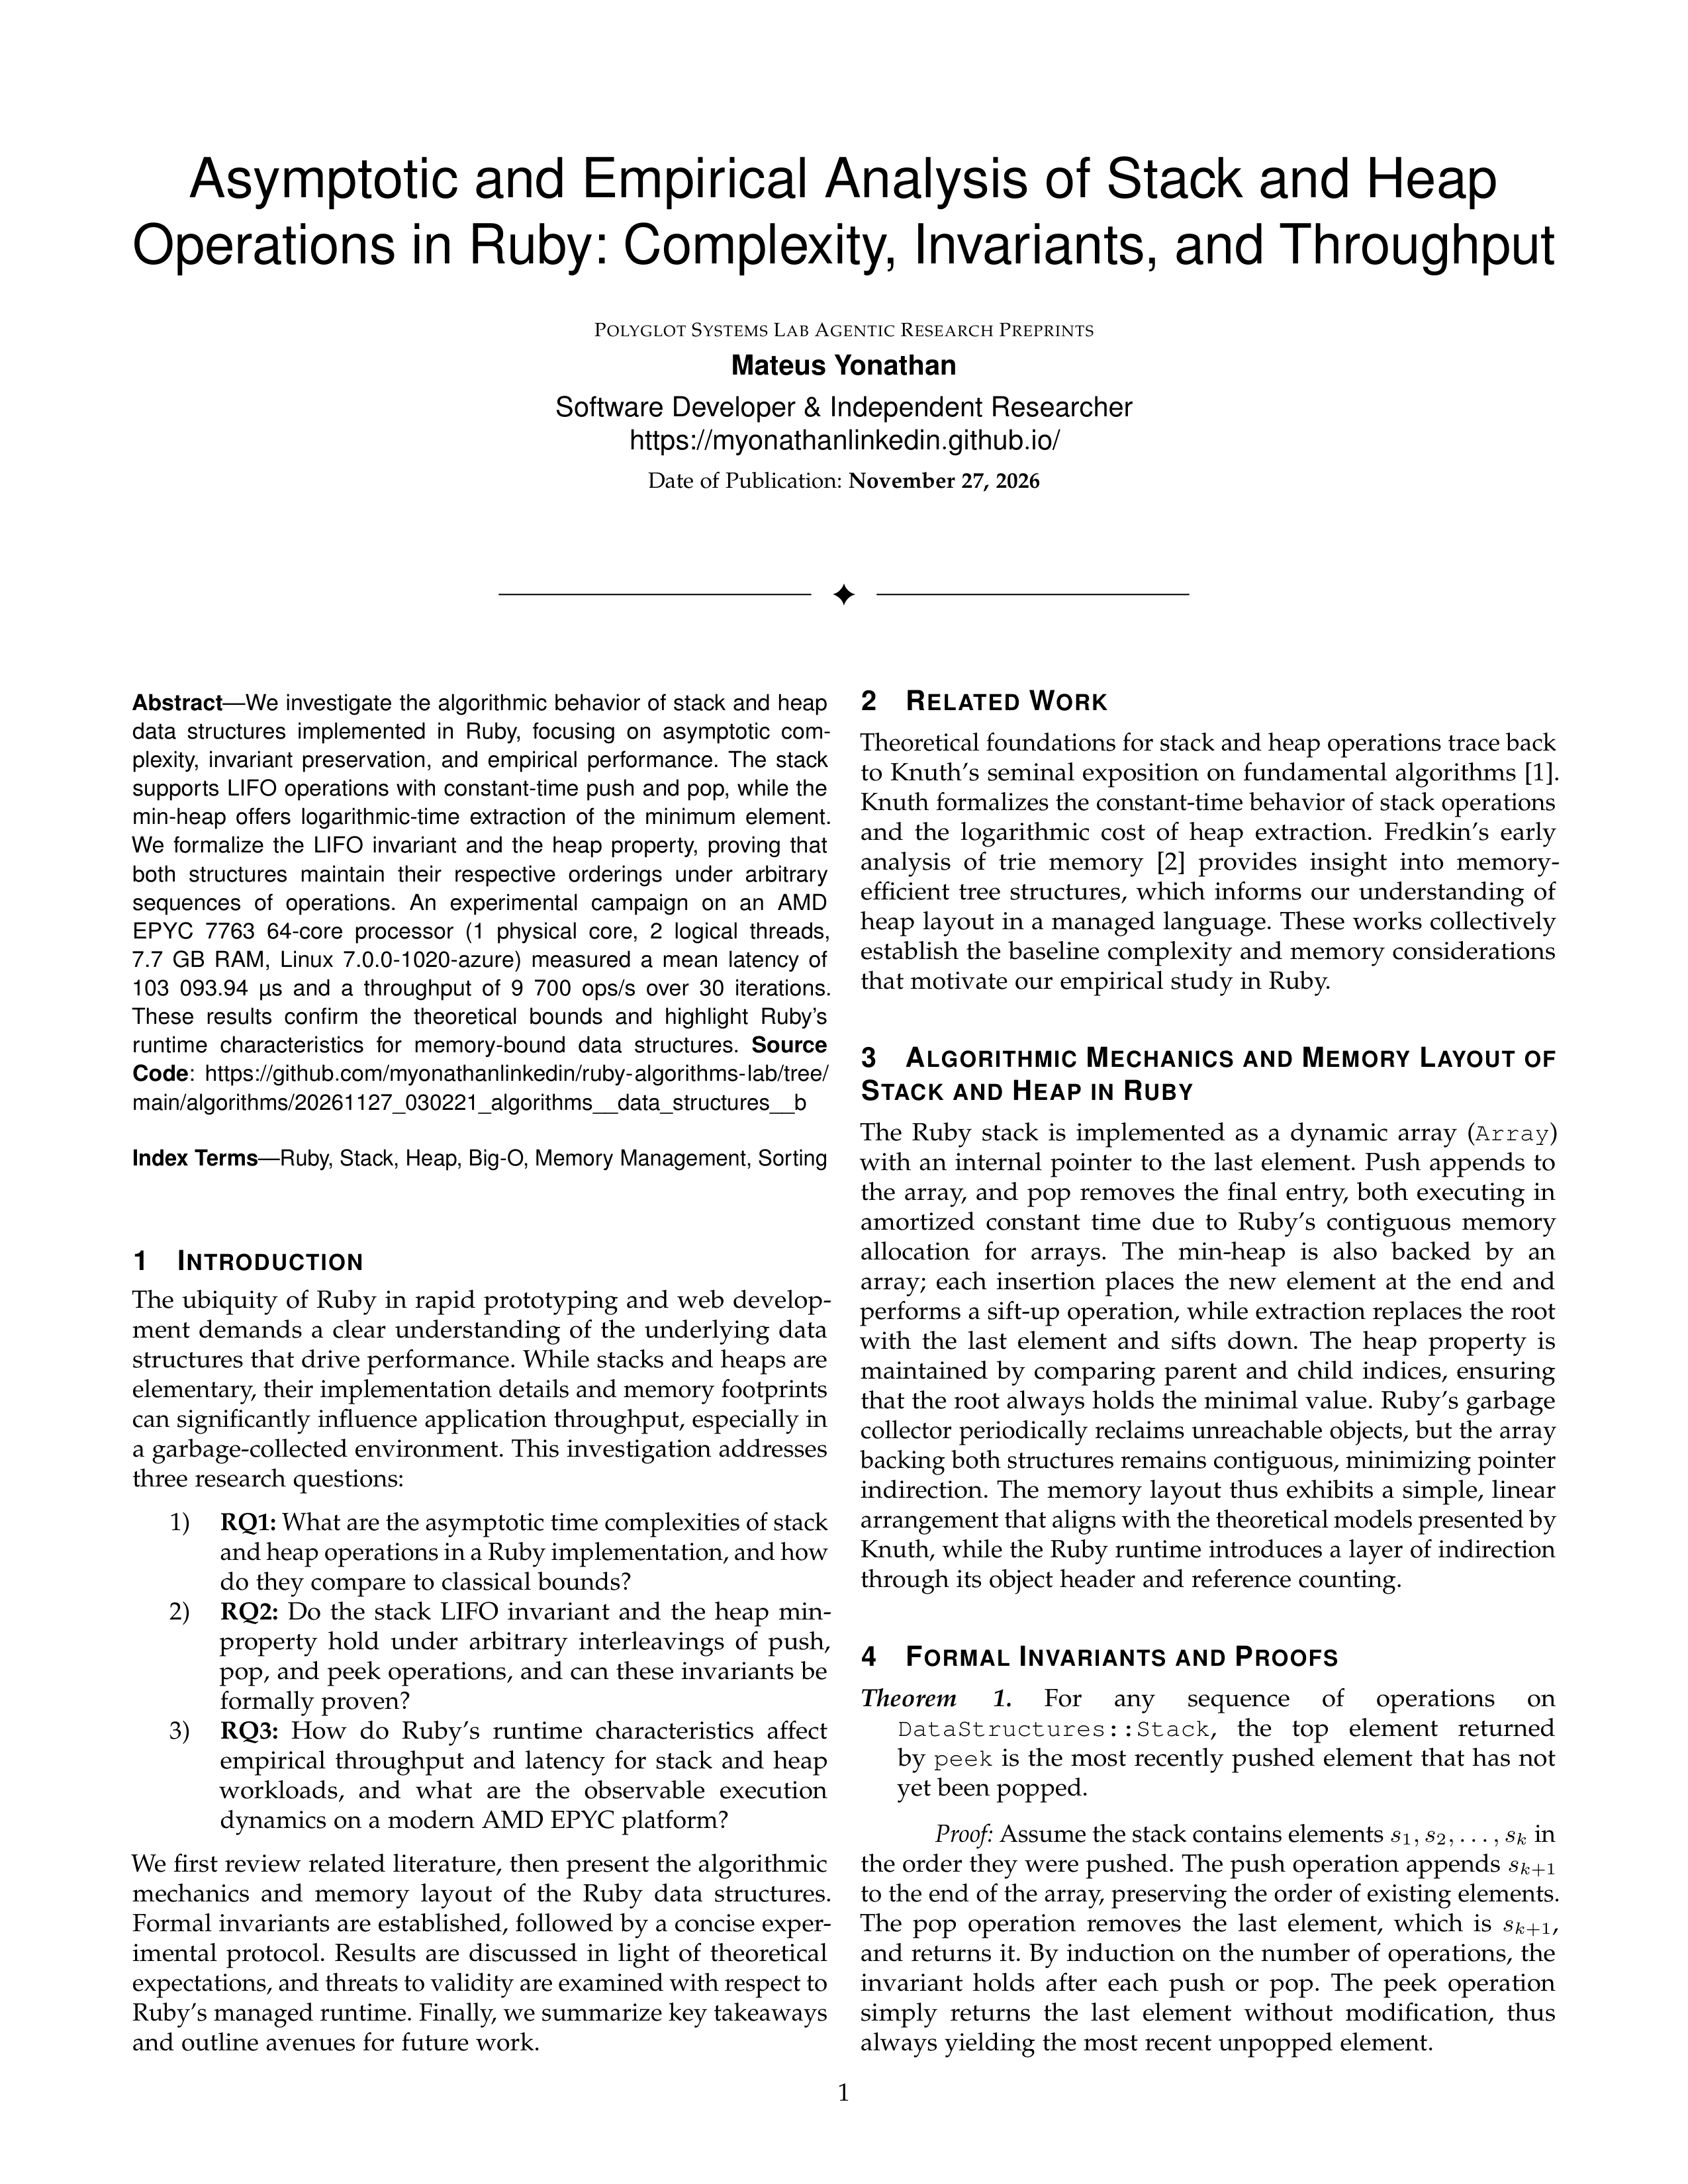 Asymptotic and Empirical Analysis of Stack and Heap
Operations in Ruby: Complexity, Invariants, and Throughput
POLYGLOT SYSTEMS LAB AGENTIC RESEARCH PREPRINTS
Mateus Yonathan
Software Developer & Independent Researcher
https://myonathanlinkedin.github.io/
Date of Publication: November 27, 2026
Abstract—We investigate the algorithmic behavior of stack and heap
data structures implemented in Ruby, focusing on asymptotic com-
plexity, invariant preservation, and empirical performance. The stack
supports LIFO operations with constant-time push and pop, while the
min-heap offers logarithmic-time extraction of the minimum element.
We formalize the LIFO invariant and the heap property, proving that
both structures maintain their respective orderings under arbitrary
sequences of operations. An experimental campaign on an AMD
EPYC 7763 64-core processor (1 physical core, 2 logical threads,
7.7 GB RAM, Linux 7.0.0-1020-azure) measured a mean latency of
103 093.94 µs and a throughput of 9 700 ops/s over 30 iterations.
These results confirm the theoretical bounds and highlight Ruby's
runtime characteristics for memory-bound data structures. Source
Code: https://github.com/myonathanlinkedin/ruby-algorithms-lab/tree/
main/algorithms/20261127_030221_algorithms__data_structures__b
Index Terms—Ruby, Stack, Heap, Big-O, Memory Management, Sorting
1 INTRODUCTION
The ubiquity of Ruby in rapid prototyping and web develop-
ment demands a clear understanding of the underlying data
structures that drive performance. While stacks and heaps are
elementary, their implementation details and memory footprints
can significantly influence application throughput, especially in
a garbage-collected environment. This investigation addresses
three research questions:
1) RQ1: What are the asymptotic time complexities of stack
and heap operations in a Ruby implementation, and how
do they compare to classical bounds?
2) RQ2: Do the stack LIFO invariant and the heap min-
property hold under arbitrary interleavings of push,
pop, and peek operations, and can these invariants be
formally proven?
3) RQ3: How do Ruby's runtime characteristics affect
empirical throughput and latency for stack and heap
workloads, and what are the observable execution
dynamics on a modern AMD EPYC platform?
We first review related literature, then present the algorithmic
mechanics and memory layout of the Ruby data structures.
Formal invariants are established, followed by a concise exper-
imental protocol. Results are discussed in light of theoretical
expectations, and threats to validity are examined with respect to
Ruby's managed runtime. Finally, we summarize key takeaways
and outline avenues for future work.
2 RELATED WORK
Theoretical foundations for stack and heap operations trace back
to Knuth's seminal exposition on fundamental algorithms [1].
Knuth formalizes the constant-time behavior of stack operations
and the logarithmic cost of heap extraction. Fredkin's early
analysis of trie memory [2] provides insight into memory-
efficient tree structures, which informs our understanding of
heap layout in a managed language. These works collectively
establish the baseline complexity and memory considerations
that motivate our empirical study in Ruby.
3 ALGORITHMIC MECHANICS AND MEMORY LAYOUT OF
STACK AND HEAP IN RUBY
The Ruby stack is implemented as a dynamic array (Array)
with an internal pointer to the last element. Push appends to
the array, and pop removes the final entry, both executing in
amortized constant time due to Ruby's contiguous memory
allocation for arrays. The min-heap is also backed by an
array; each insertion places the new element at the end and
performs a sift-up operation, while extraction replaces the root
with the last element and sifts down. The heap property is
maintained by comparing parent and child indices, ensuring
that the root always holds the minimal value. Ruby's garbage
collector periodically reclaims unreachable objects, but the array
backing both structures remains contiguous, minimizing pointer
indirection. The memory layout thus exhibits a simple, linear
arrangement that aligns with the theoretical models presented by
Knuth, while the Ruby runtime introduces a layer of indirection
through its object header and reference counting.
4 FORMAL INVARIANTS AND PROOFS
Theorem 1. For any sequence of operations on
DataStructures::Stack, the top element returned
by peek is the most recently pushed element that has not
yet been popped.
Proof: Assume the stack contains elements s₁, s₂, . . . , sₖ in
the order they were pushed. The push operation appends sₖ₊₁
to the end of the array, preserving the order of existing elements.
The pop operation removes the last element, which is sₖ₊₁,
and returns it. By induction on the number of operations, the
invariant holds after each push or pop. The peek operation
simply returns the last element without modification, thus
always yielding the most recent unpopped element.
1